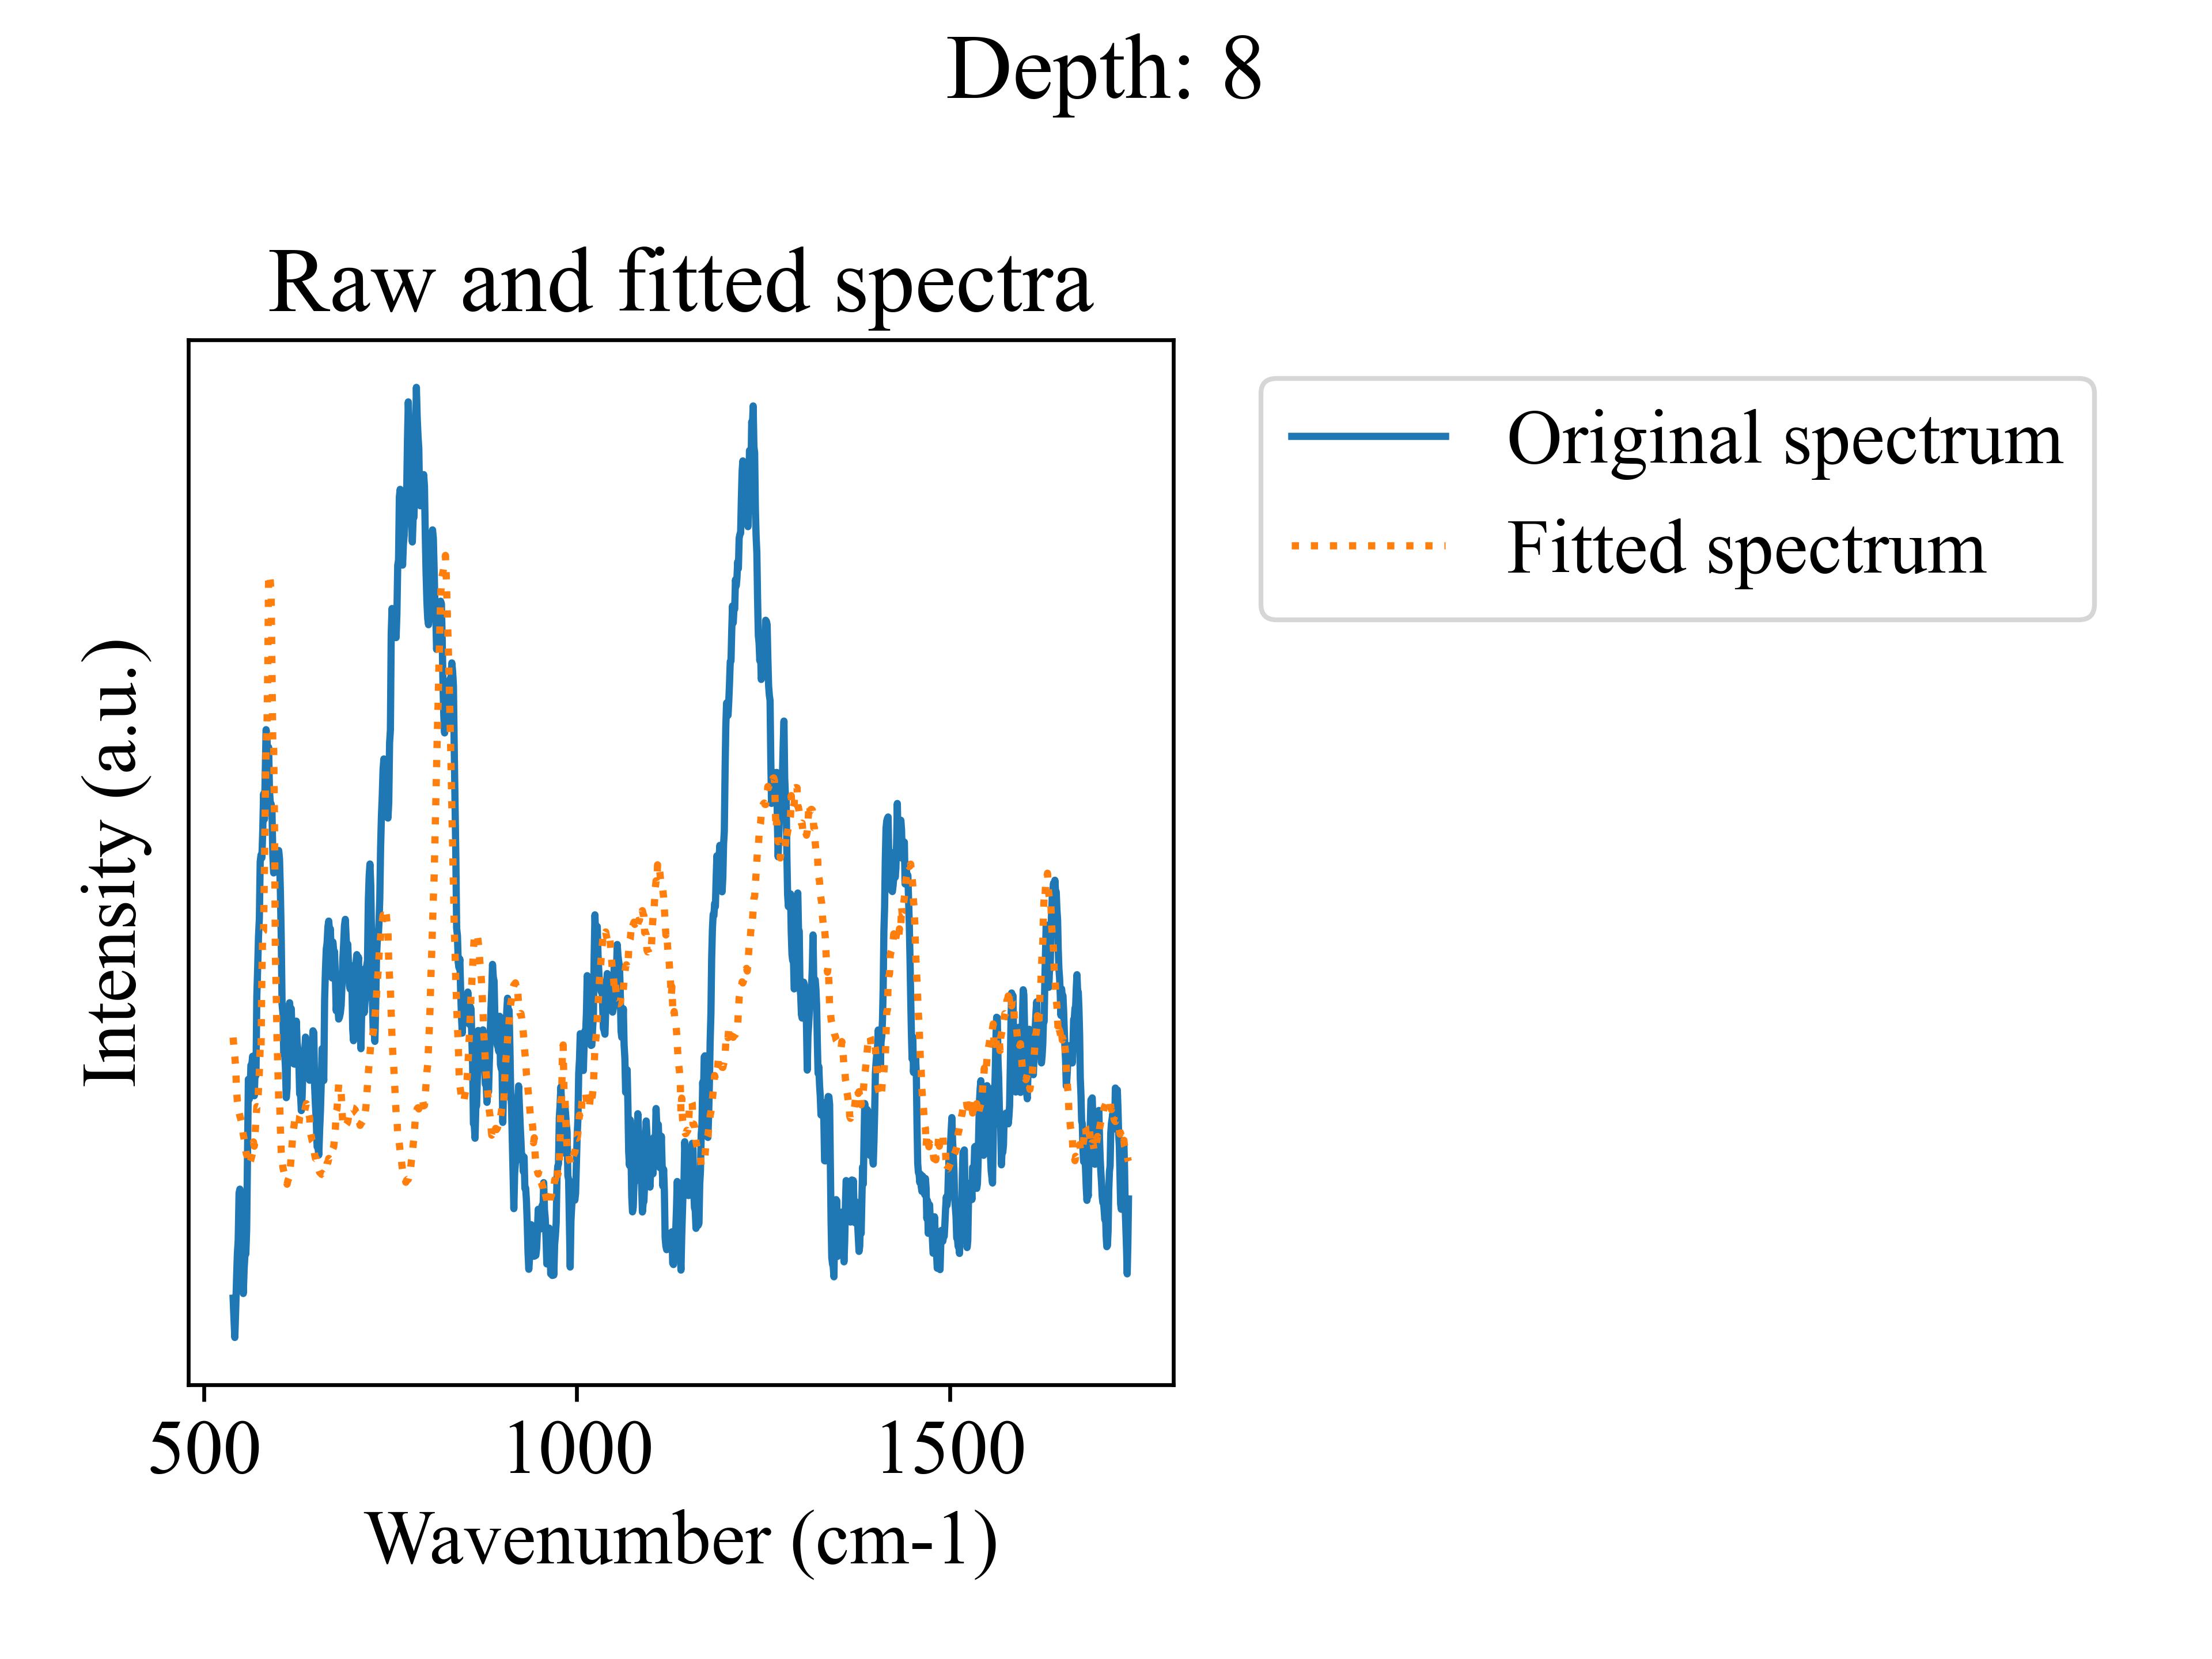 Depth: 8
Raw and fitted spectra
Original spectrum
Fitted spectrum
Intensity (a.u.)
500 1000 1500
Wavenumber (cm-1)